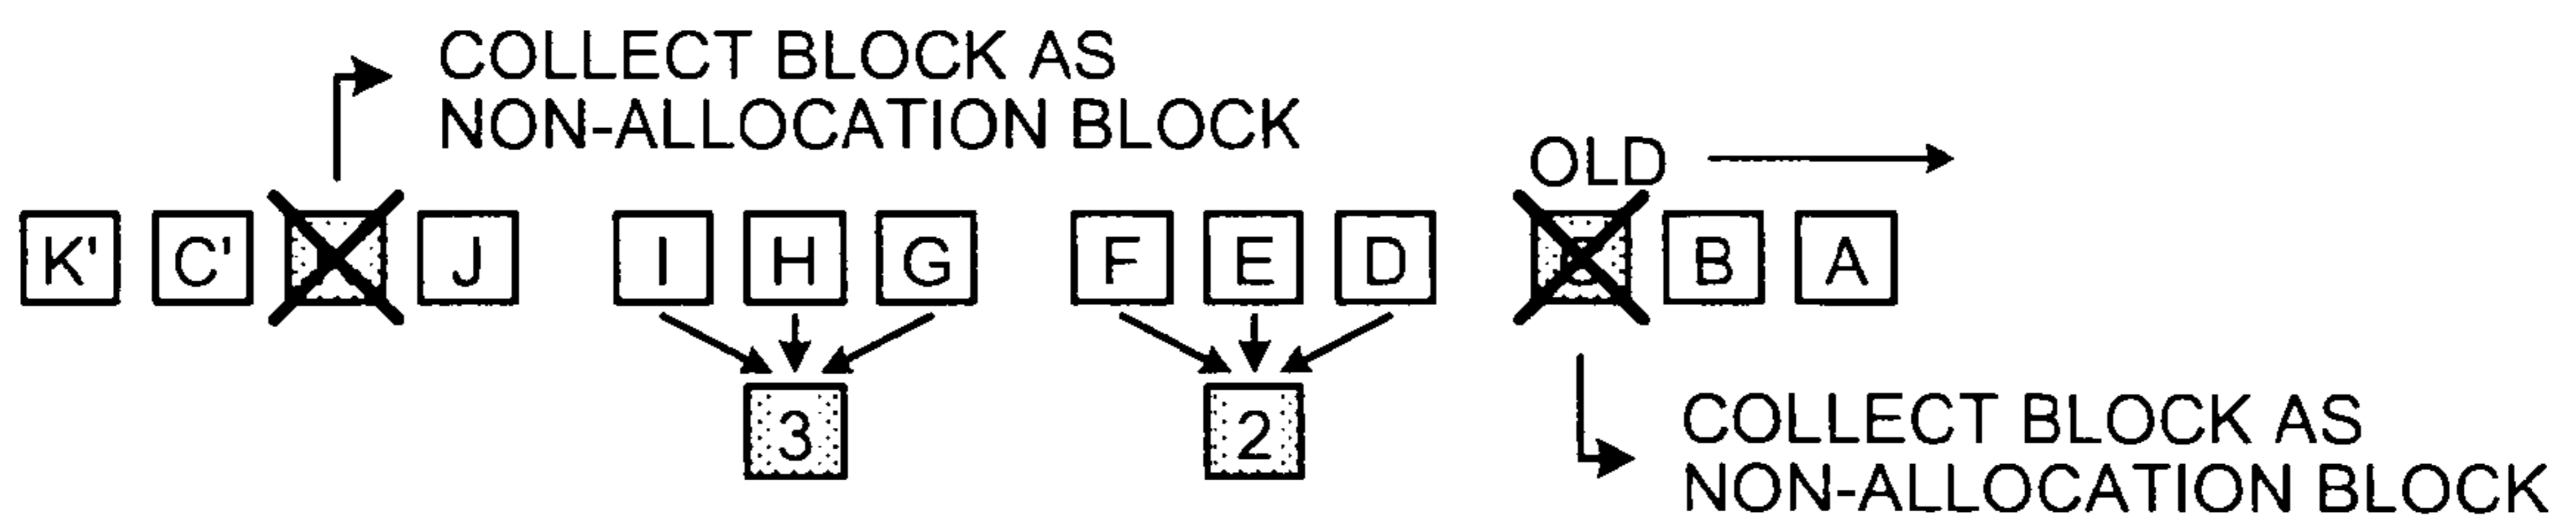 COLLECT BLOCK AS
NON-ALLOCATION BLOCK
OLD
K' C' J I H G F E D B A
3 2
COLLECT BLOCK AS
NON-ALLOCATION BLOCK